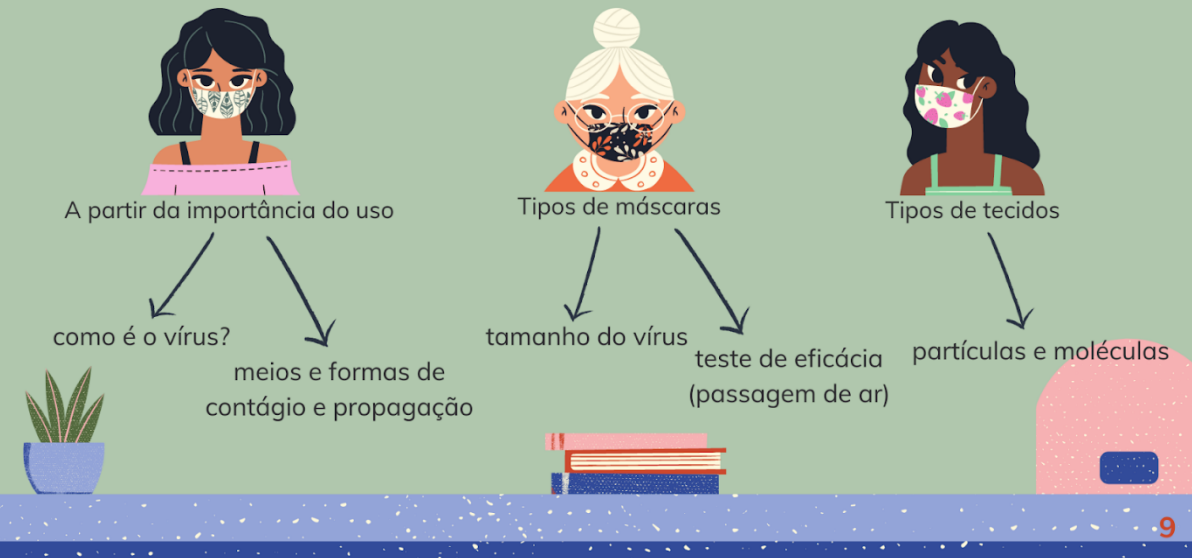 A partir da importância do uso
Tipos de máscaras
Tipos de tecidos
como é o vírus?
meios e formas de
contágio e propagação
tamanho do vírus
teste de eficácia
(passagem de ar)
partículas e moléculas
9